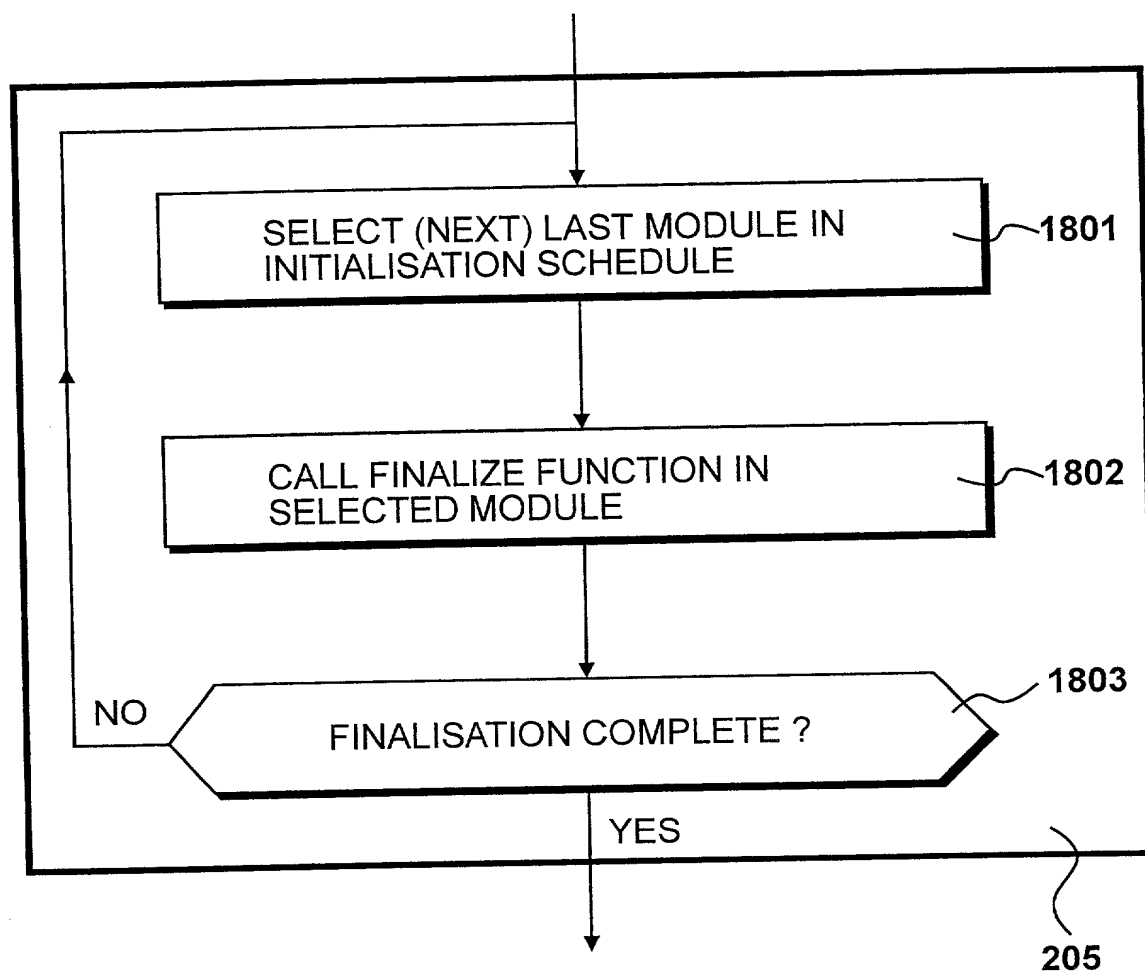 SELECT (NEXT) LAST MODULE IN
INITIALISATION SCHEDULE
1801
CALL FINALIZE FUNCTION IN
SELECTED MODULE
1802
1803
NO
FINALISATION COMPLETE ?
YES
205